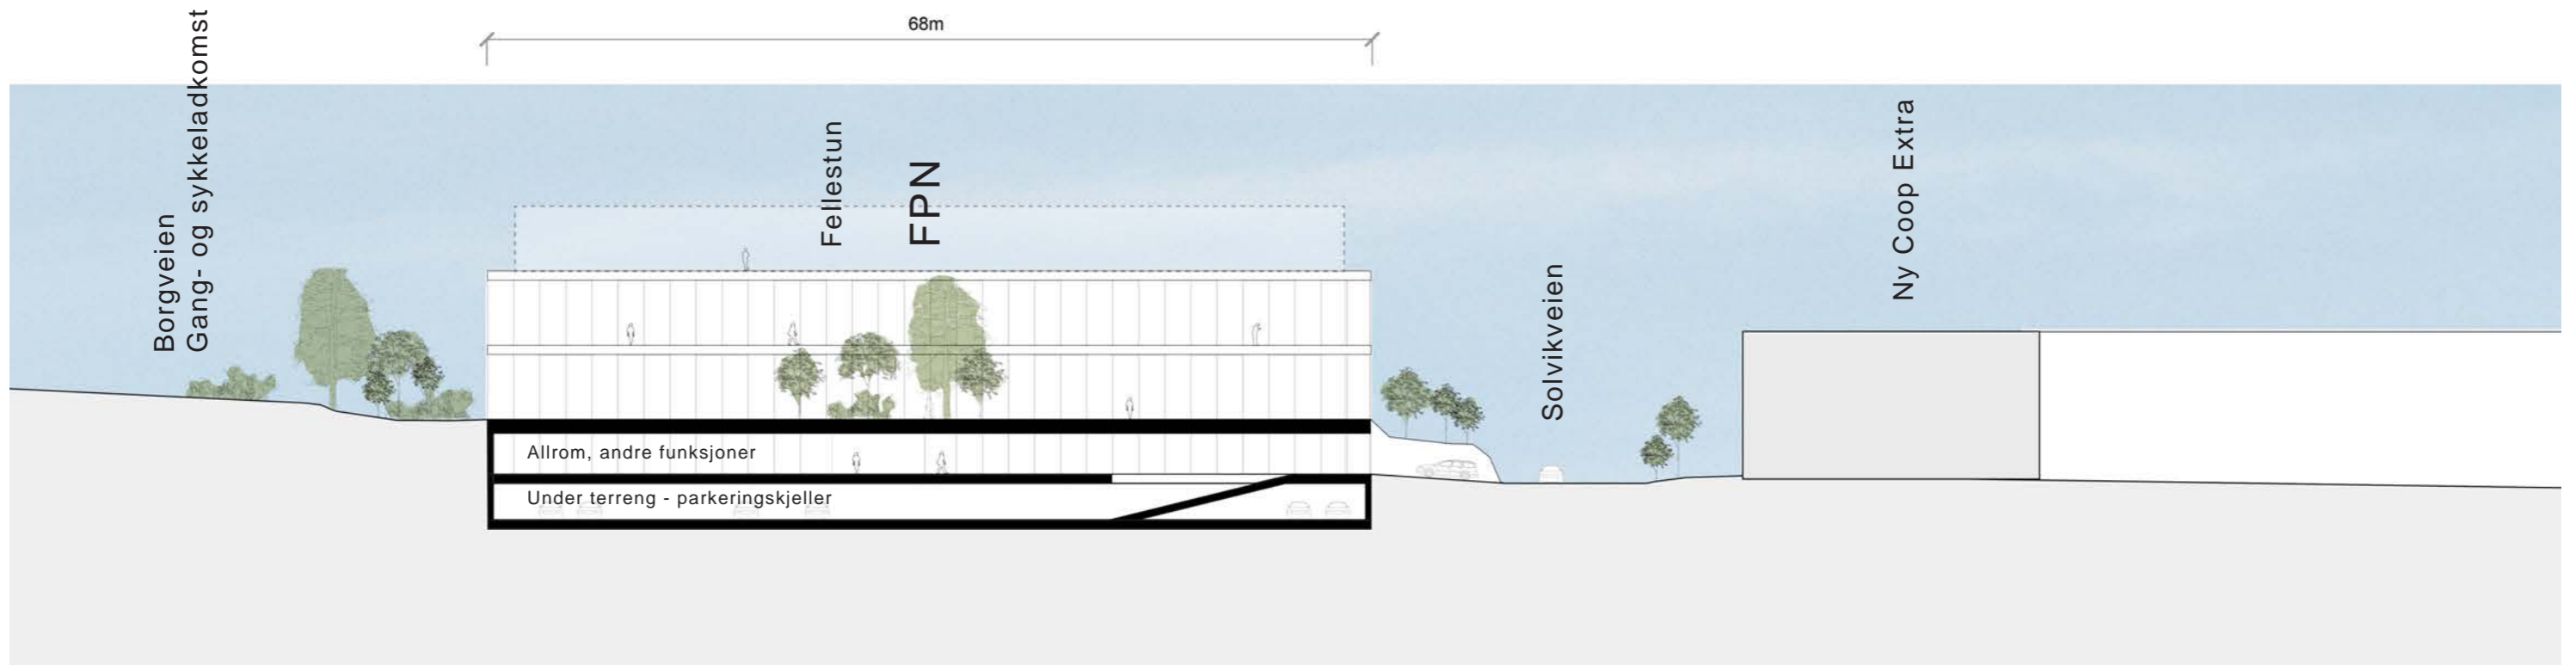 68m
Borgveien
Gang- og sykkeladkomst
Fellestun
FPN
Solvikveien
Ny Coop Extra
Allrom, andre funksjoner
Under terreng - parkeringskjeller